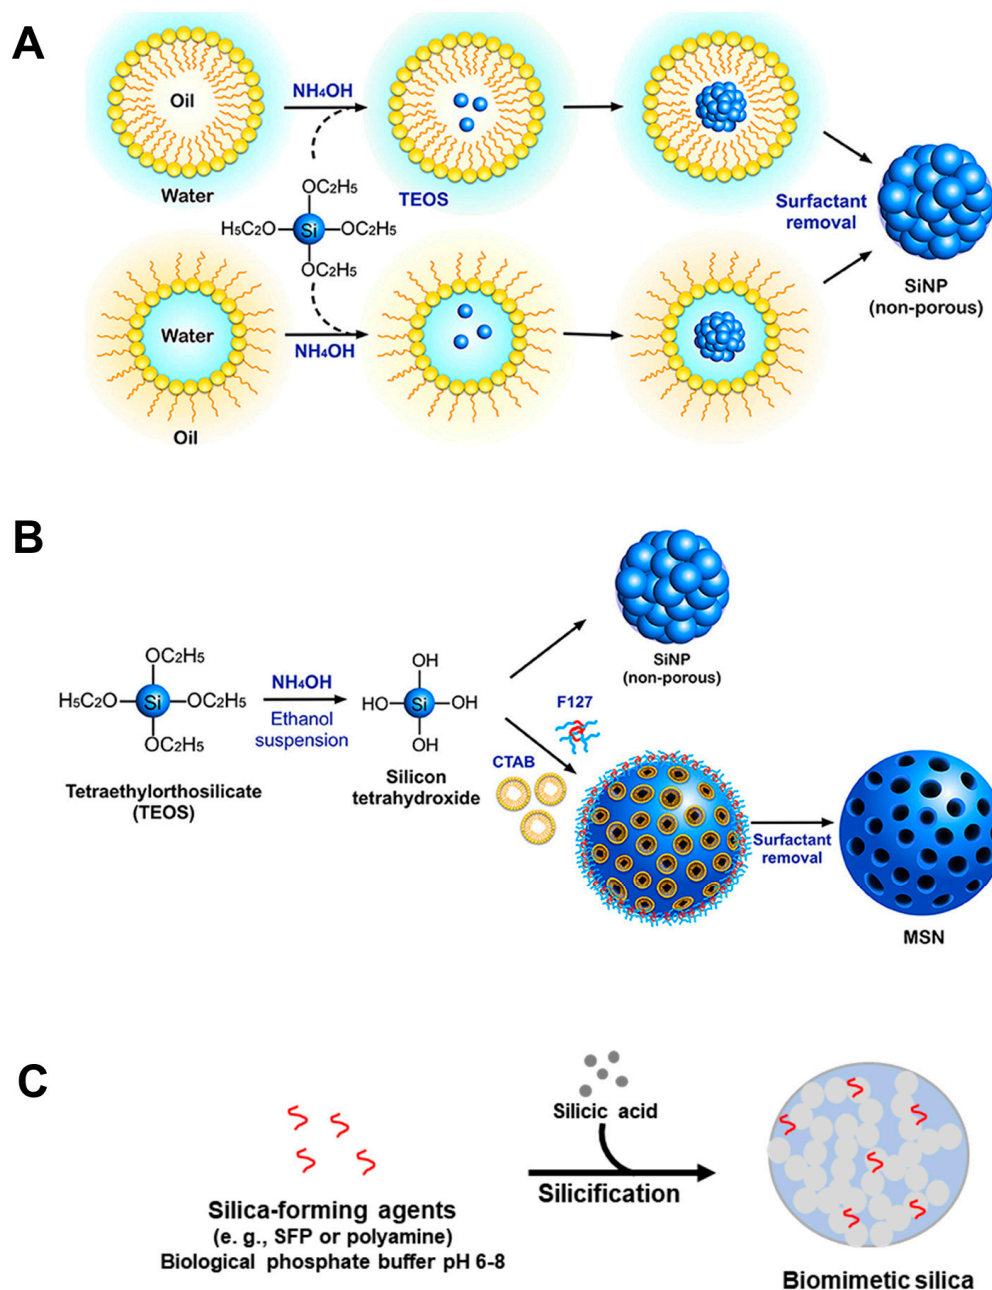 A
Oil
Water
NH₄OH
TEOS
OC₂H₅
H₅C₂O
Si
OC₂H₅
OC₂H₅
Surfactant
removal
SiNP
(non-porous)
Water
Oil
NH₄OH
B
OC₂H₅
H₅C₂O
Si
OC₂H₅
OC₂H₅
Tetraethylorthosilicate
(TEOS)
NH₄OH
Ethanol
suspension
OH
HO
Si
OH
OH
Silicon
tetrahydroxide
SiNP
(non-porous)
F127
CTAB
Surfactant
removal
MSN
C
Silica-forming agents
(e. g., SFP or polyamine)
Biological phosphate buffer pH 6-8
Silicic acid
Silicification
Biomimetic silica